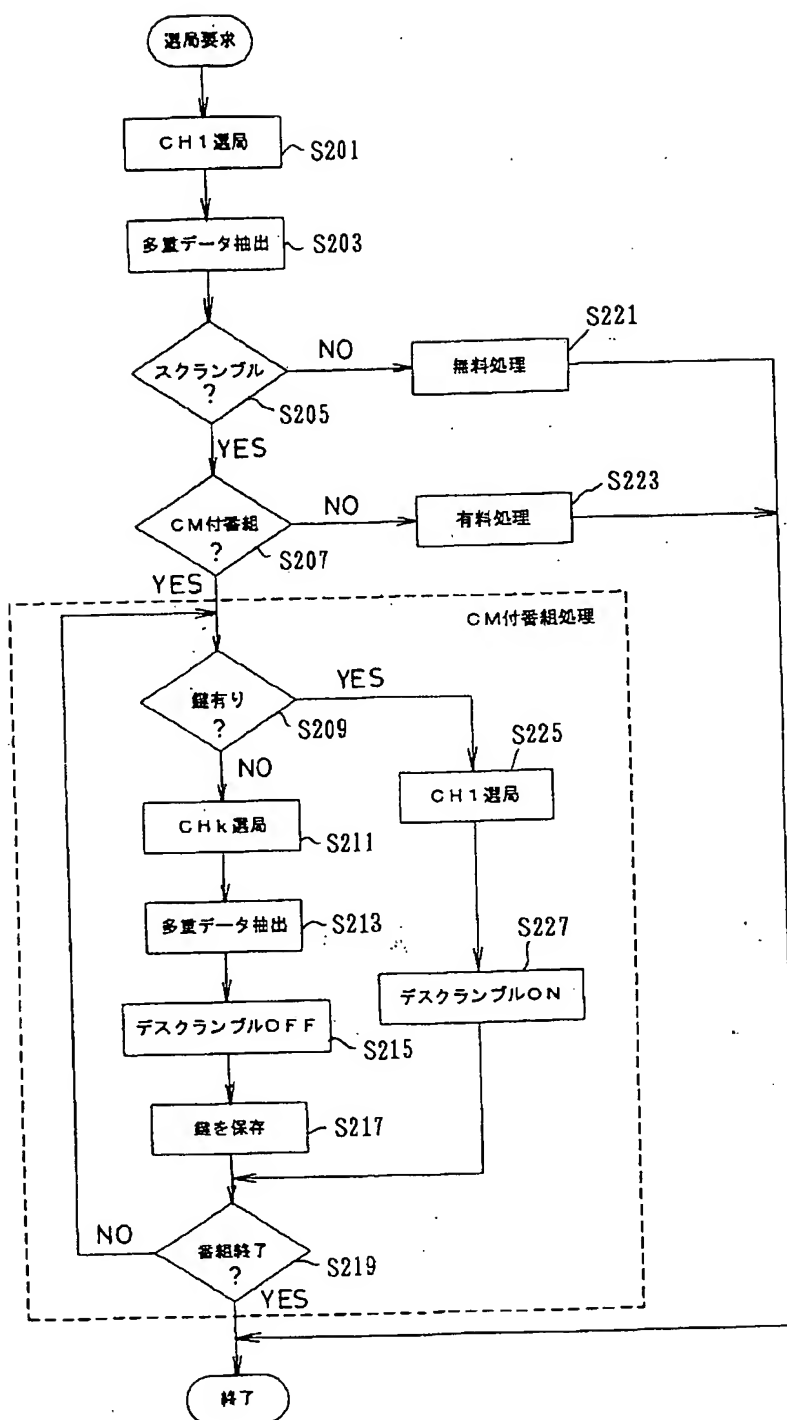 選局要求
CH1選局
S201
多重データ抽出
S203
スクランブル
?
S205
NO
無料処理
S221
YES
CM付番組
?
S207
NO
有料処理
S223
YES
CM付番組処理
鍵有り
?
S209
YES
S225
CH1選局
NO
CHk選局
S211
多重データ抽出
S213
S227
デスクランブルON
デスクランブルOFF
S215
鍵を保存
S217
番組終了
?
S219
NO
YES
終了